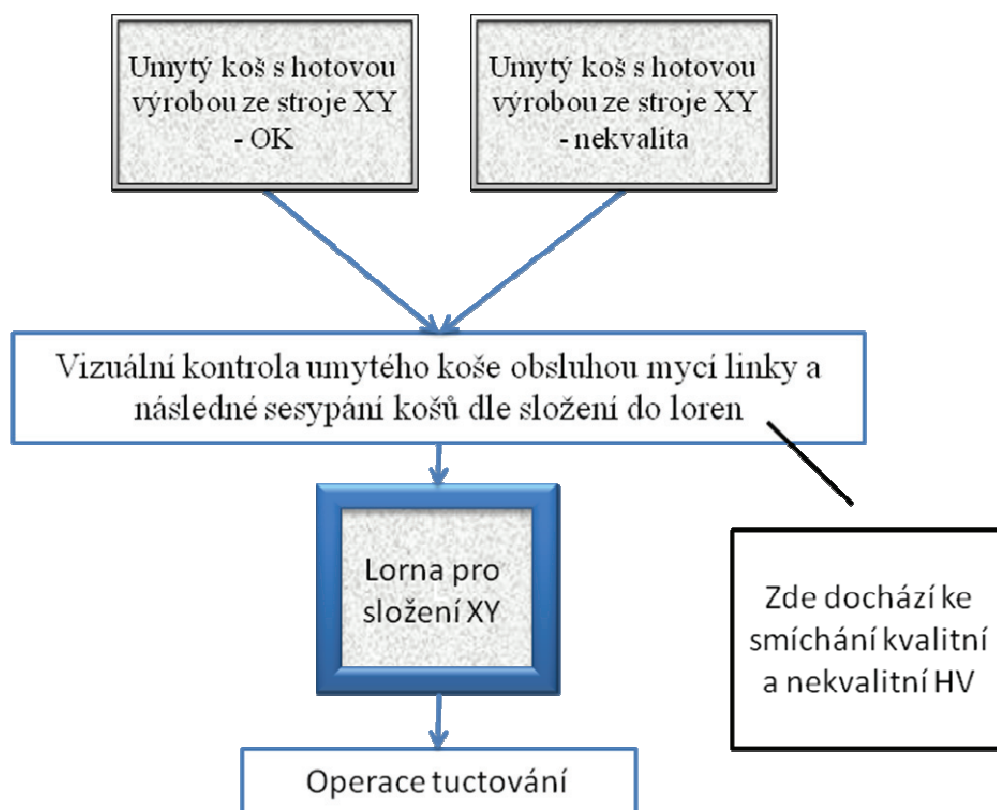 Umytý koš s hotovou
výrobou ze stroje XY
- OK
Umytý koš s hotovou
výrobou ze stroje XY
- nekvalita
Vizuální kontrola umytého koše obsluhou mycí linky a
následné sesypání košů dle složení do loren
Lorna pro
složení XY
Zde dochází ke
smíchání kvalitní
a nekvalitní HV
Operace tuctování